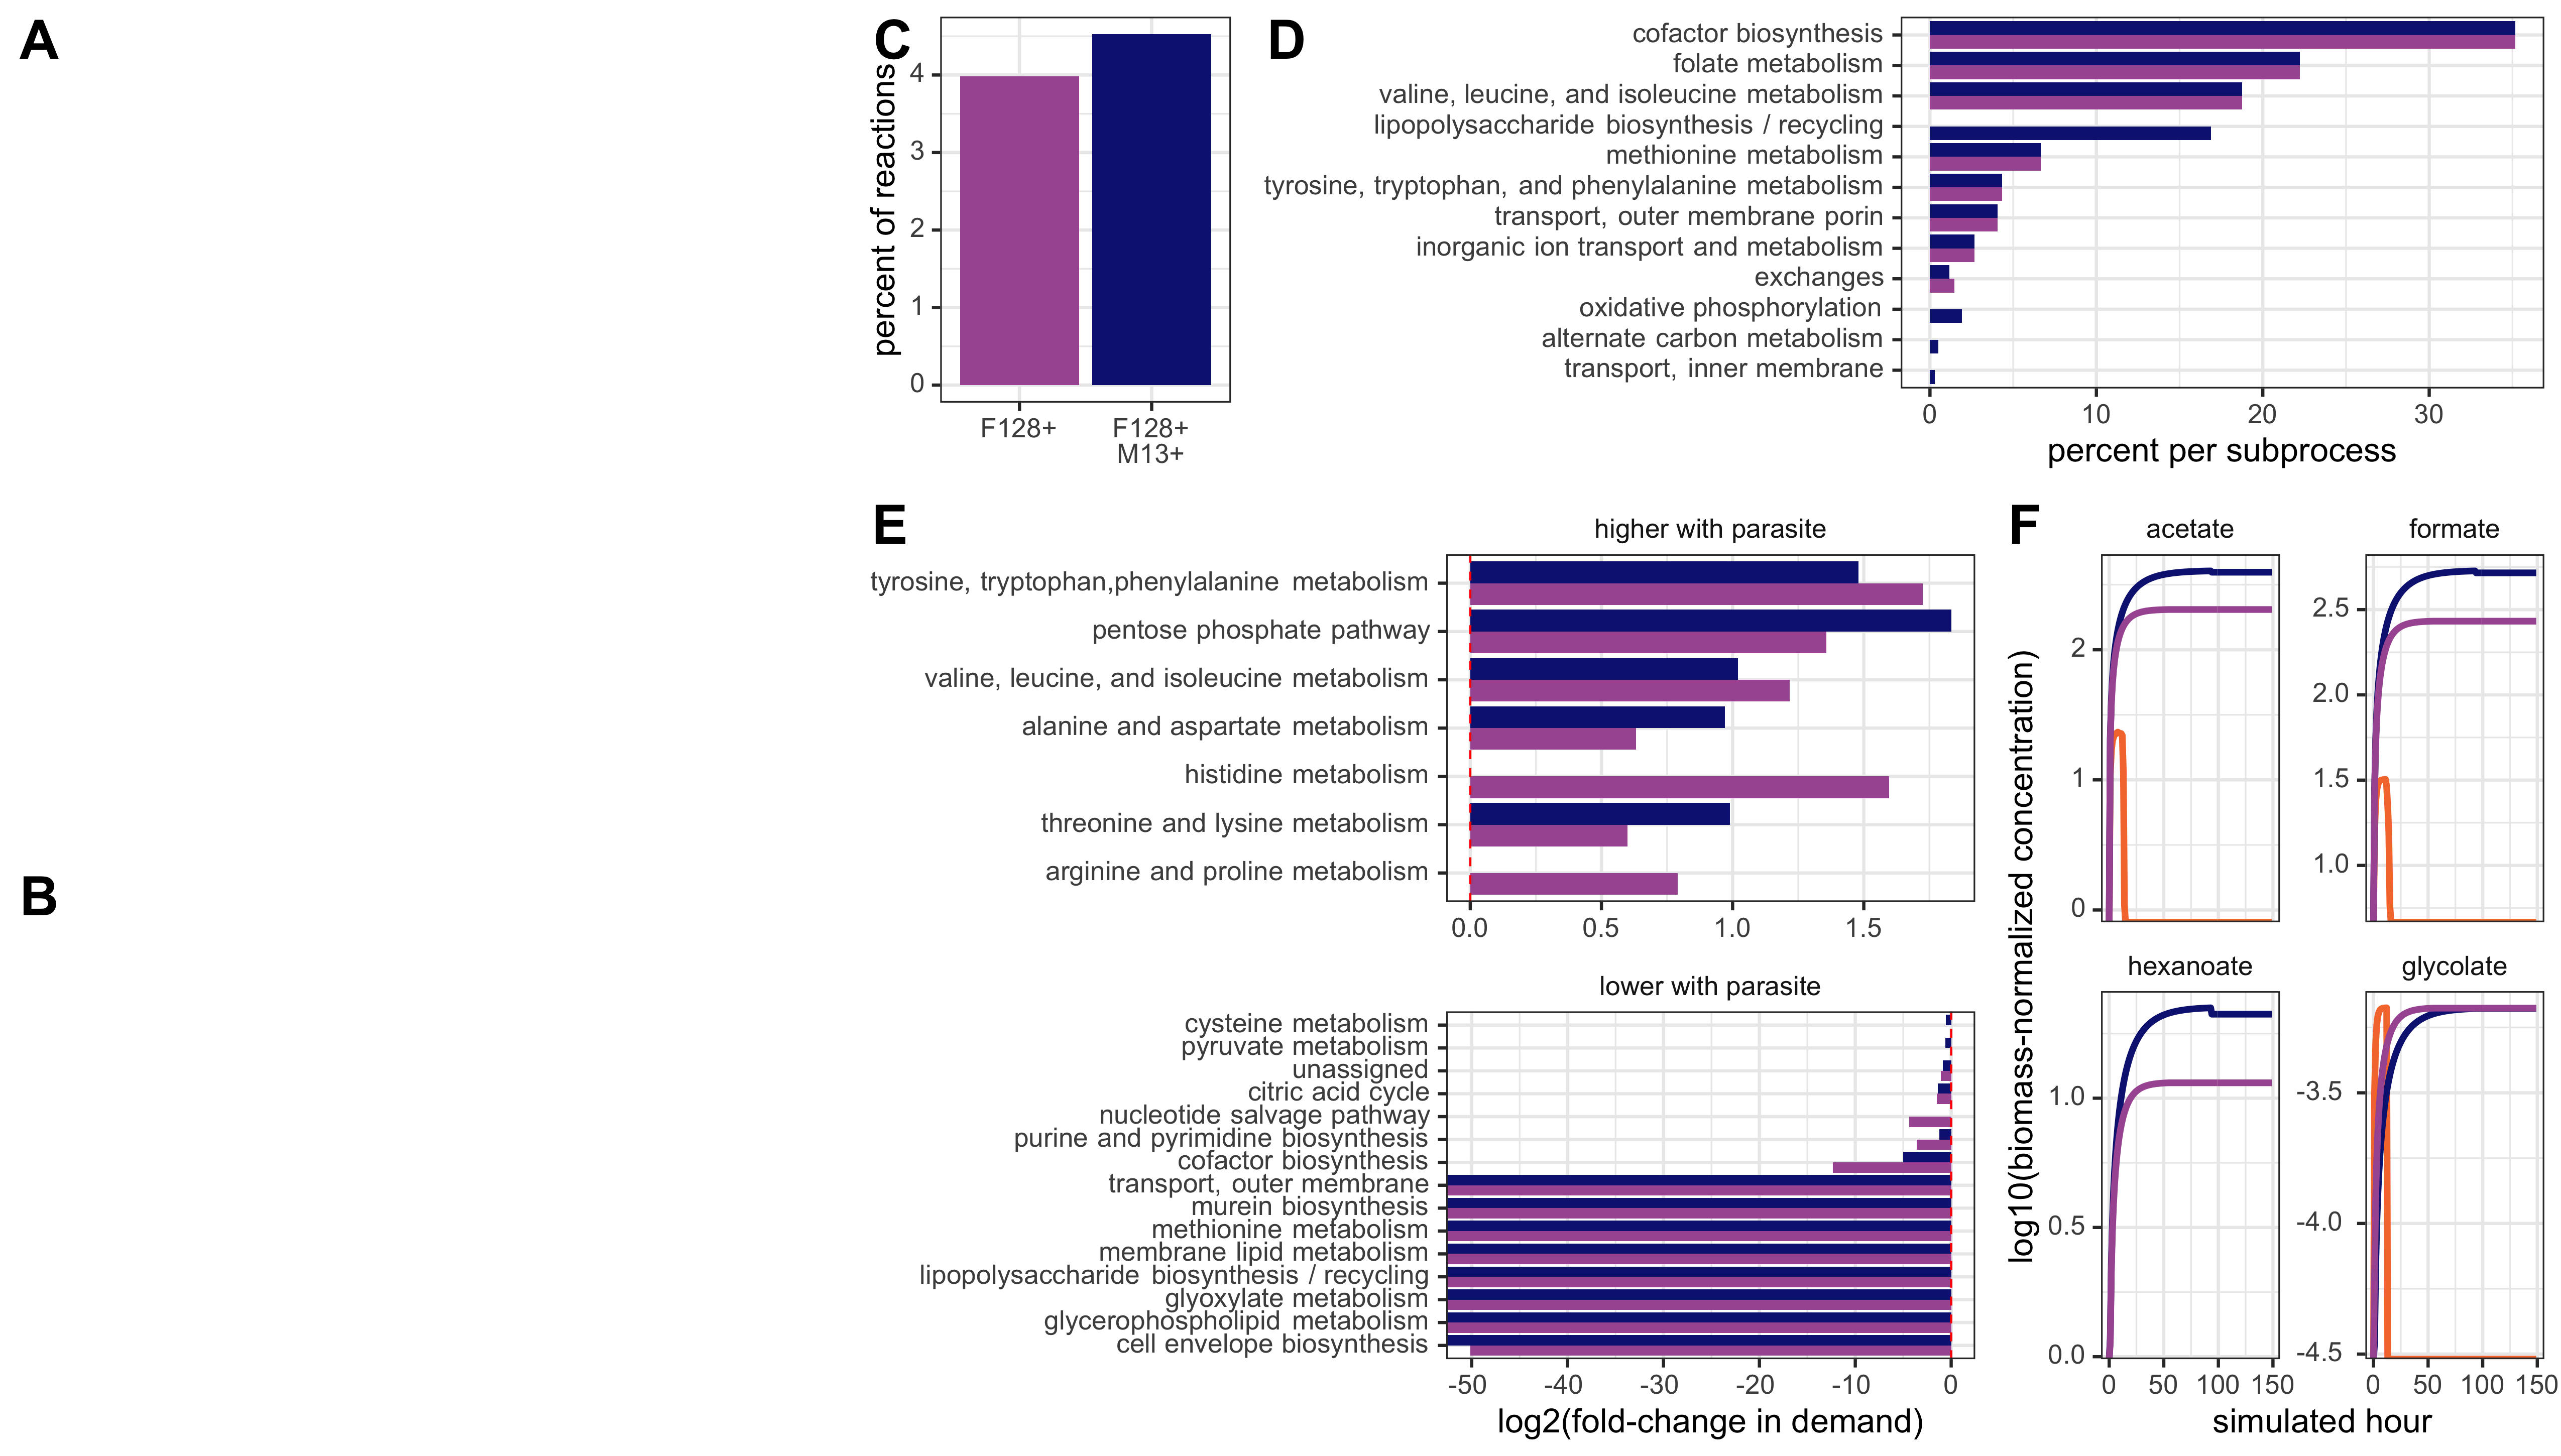 A
B
C
percent of reactions
4
3
2
1
0
F128+
F128+
M13+
D
cofactor biosynthesis
folate metabolism
valine, leucine, and isoleucine metabolism
lipopolysaccharide biosynthesis / recycling
methionine metabolism
tyrosine, tryptophan, and phenylalanine metabolism
transport, outer membrane porin
inorganic ion transport and metabolism
exchanges
oxidative phosphorylation
alternate carbon metabolism
transport, inner membrane
0 10 20 30
percent per subprocess
E
higher with parasite
tyrosine, tryptophan,phenylalanine metabolism
pentose phosphate pathway
valine, leucine, and isoleucine metabolism
alanine and aspartate metabolism
histidine metabolism
threonine and lysine metabolism
arginine and proline metabolism
0.0 0.5 1.0 1.5
lower with parasite
cysteine metabolism
pyruvate metabolism
unassigned
citric acid cycle
nucleotide salvage pathway
purine and pyrimidine biosynthesis
cofactor biosynthesis
transport, outer membrane
murein biosynthesis
methionine metabolism
membrane lipid metabolism
lipopolysaccharide biosynthesis / recycling
glyoxylate metabolism
glycerophospholipid metabolism
cell envelope biosynthesis
-50 -40 -30 -20 -10 0
log2(fold-change in demand)
F
log10(biomass-normalized concentration)
acetate
2
1
0
formate
2.5
2.0
1.5
1.0
hexanoate
1.0
0.5
0.0
0 50 100 150
glycolate
-3.5
-4.0
-4.5
0 50 100 150
simulated hour